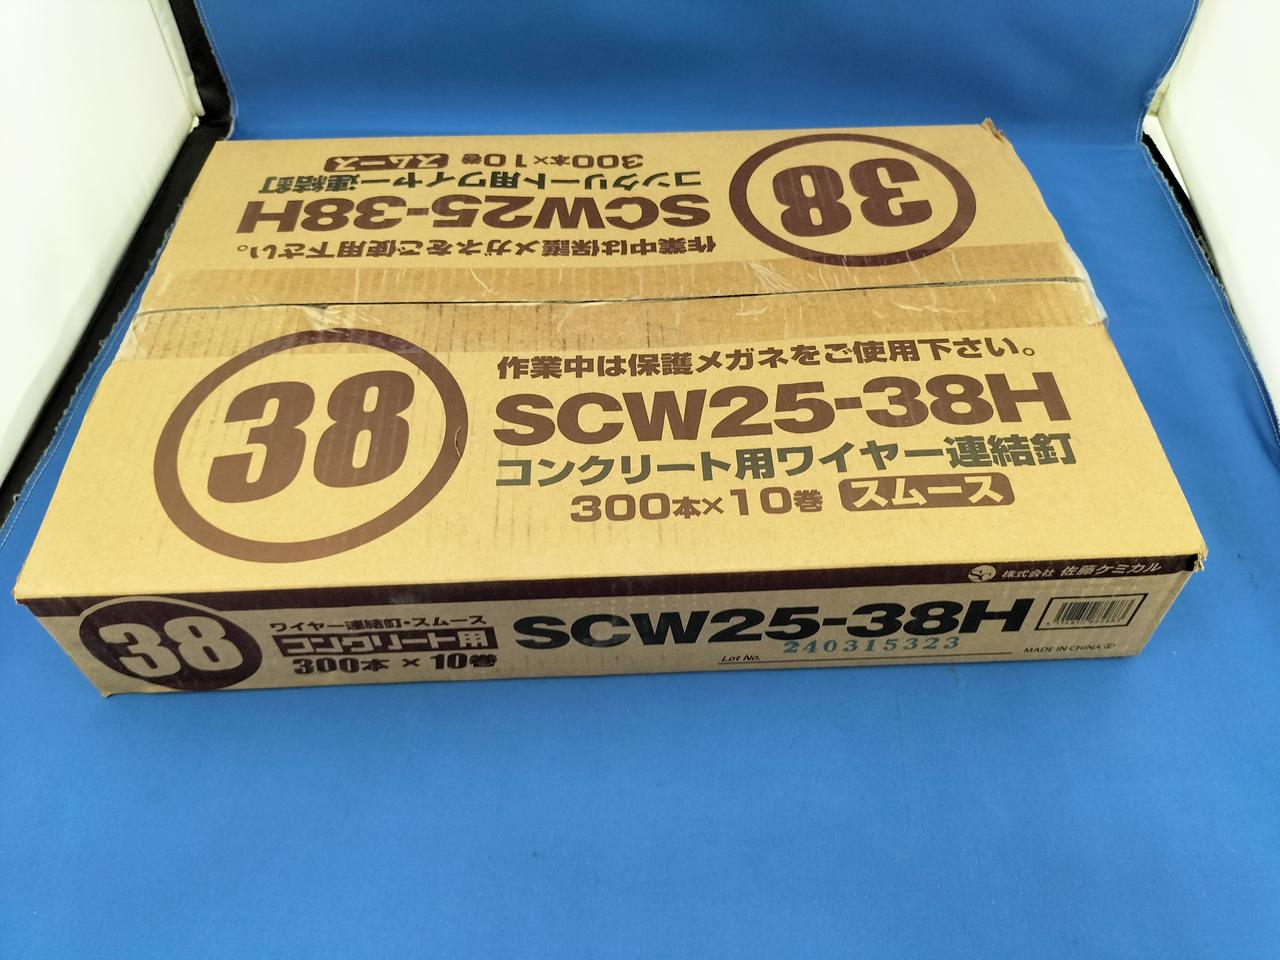 作業中は保護メガネをご使用下さい。
SCW25-38H
コンクリート用ワイヤー連結釘
300本×10巻 スムース
38
38
作業中は保護メガネをご使用下さい。
SCW25-38H
コンクリート用ワイヤー連結釘
300本×10巻 スムース
SC 株式会社 佐藤ケミカル
38
ワイヤー連結釘・スムース
コンクリート用
300本 × 10巻
SCW25-38H
Lot No. 240315323
MADE IN CHINA